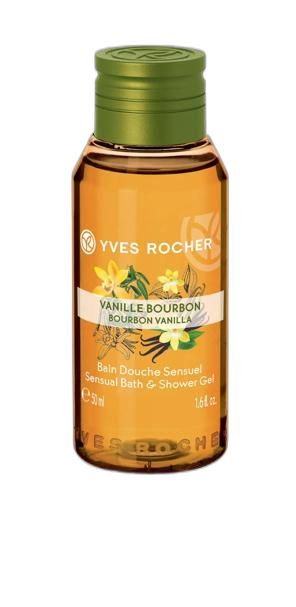 YVES ROCHER
VANILLE BOURBON
BOURBON VANILLA
Bain Douche Sensuel
Sensual Bath & Shower Gel
℮ 50 ml 1.6 fl. oz.
YVES ROCHER